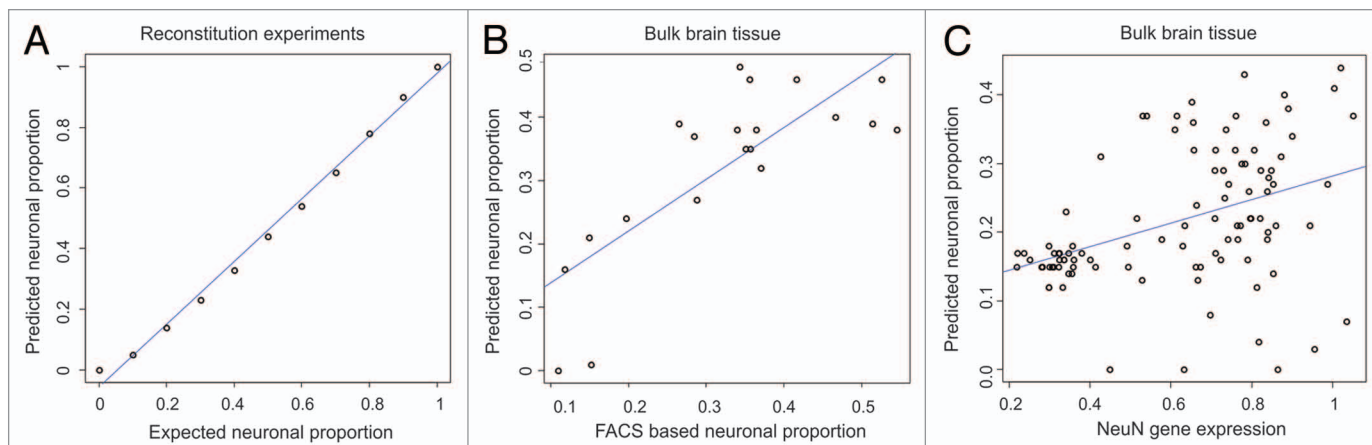 A
Reconstitution experiments
Predicted neuronal proportion
1
0.8
0.6
0.4
0.2
0
0 0.2 0.4 0.6 0.8 1
Expected neuronal proportion
B
Bulk brain tissue
Predicted neuronal proportion
0.5
0.4
0.3
0.2
0.1
0
0.1 0.2 0.3 0.4 0.5
FACS based neuronal proportion
C
Bulk brain tissue
Predicted neuronal proportion
0.4
0.3
0.2
0.1
0.0
0.2 0.4 0.6 0.8 1
NeuN gene expression